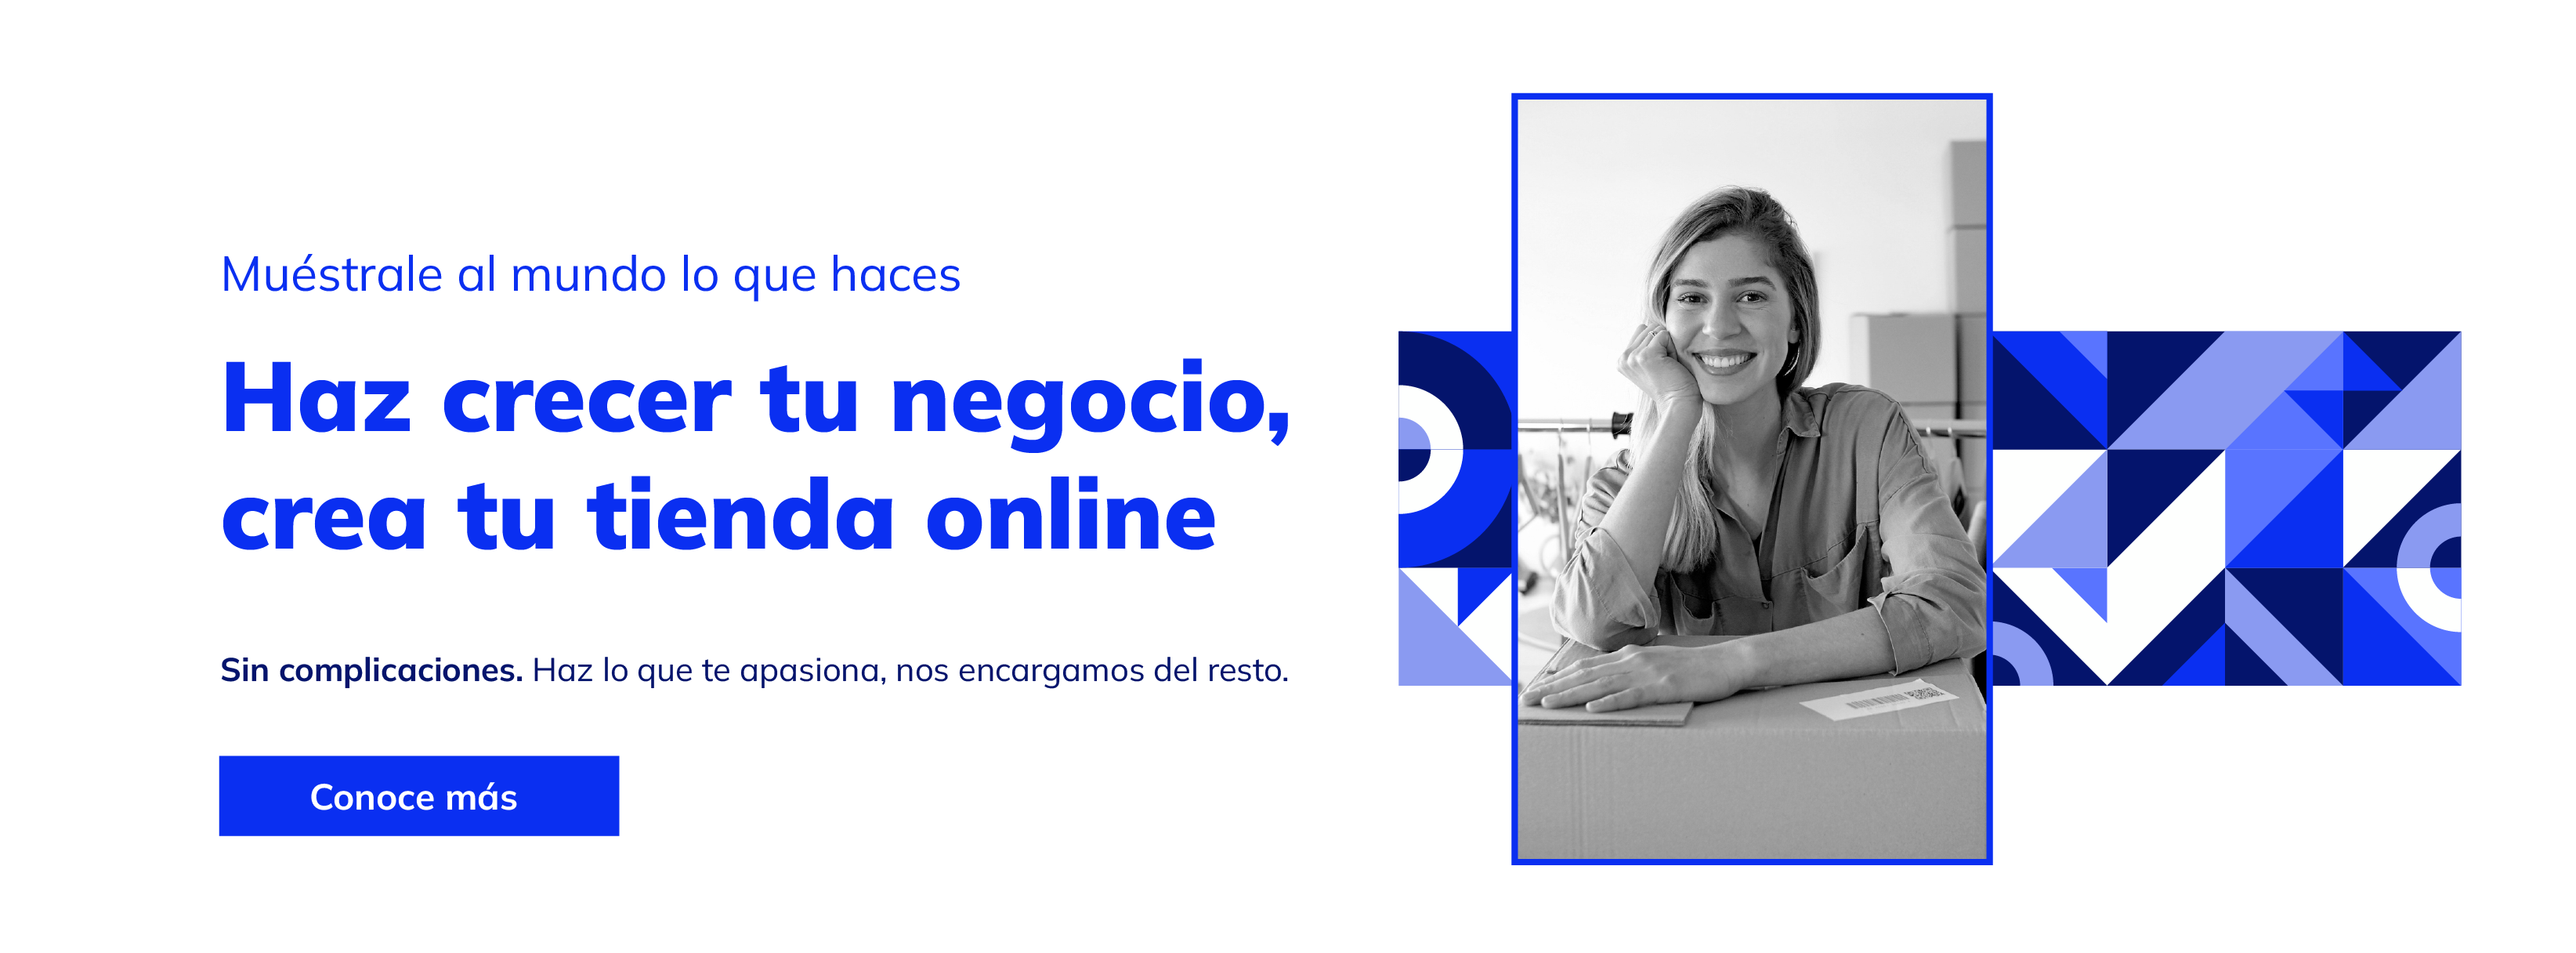 Muéstrale al mundo lo que haces
Haz crecer tu negocio,
crea tu tienda online
Sin complicaciones. Haz lo que te apasiona, nos encargamos del resto.
Conoce más